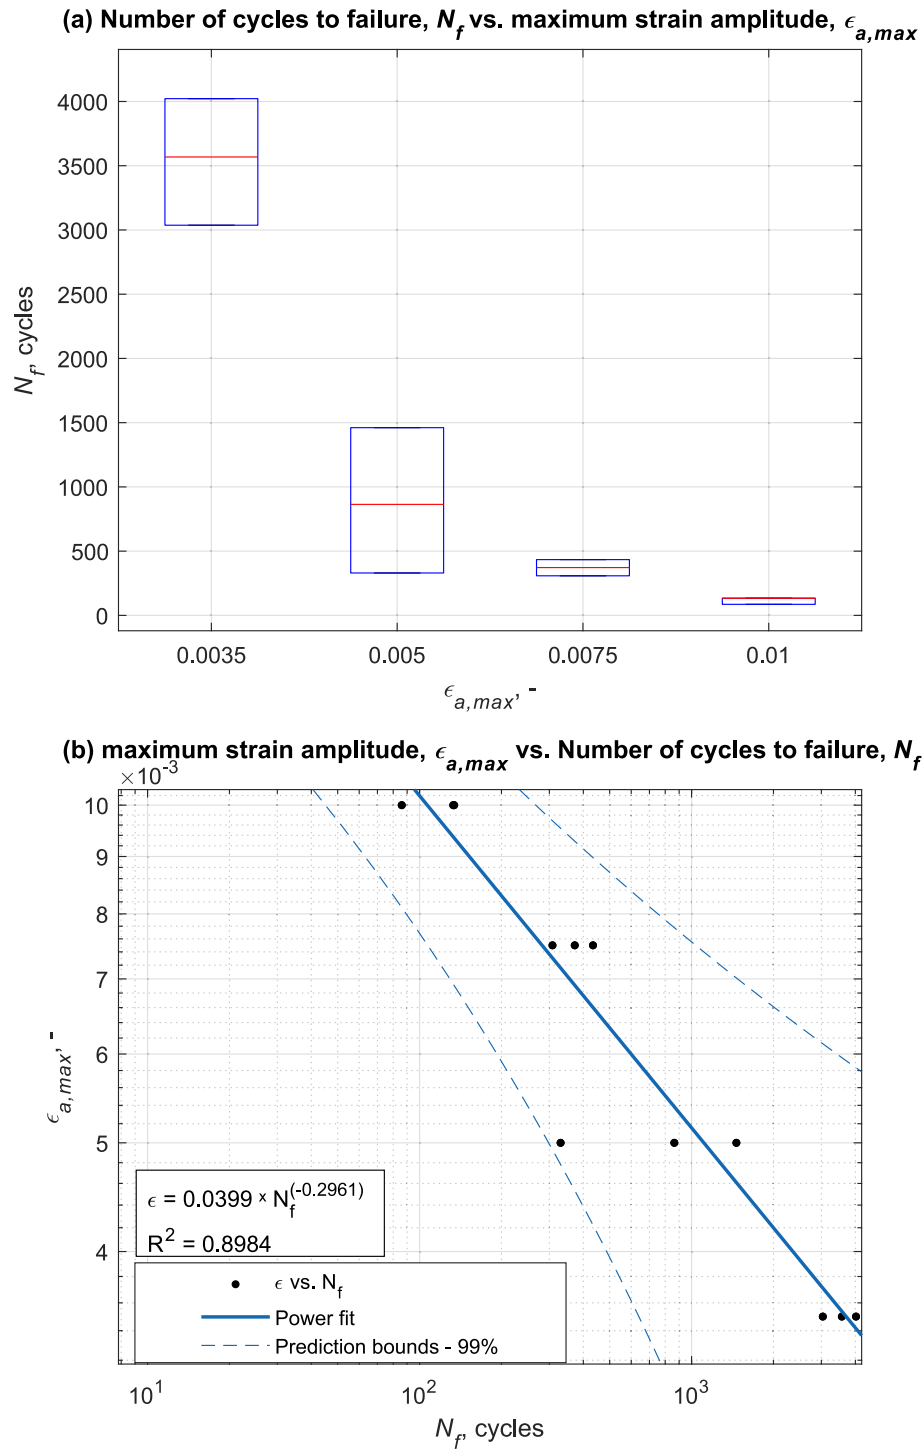 (a) Number of cycles to failure, N_f vs. maximum strain amplitude, ϵ_a,max
4000
3500
3000
2500
2000
1500
1000
500
0
N_f, cycles
0.0035 0.005 0.0075 0.01
ϵ_a,max, -
(b) maximum strain amplitude, ϵ_a,max vs. Number of cycles to failure, N_f
×10^-3
10
9
8
7
6
5
4
ϵ_a,max, -
ϵ = 0.0399 × N_f^(-0.2961)
R^2 = 0.8984
ϵ vs. N_f
Power fit
Prediction bounds - 99%
10^1 10^2 10^3
N_f, cycles